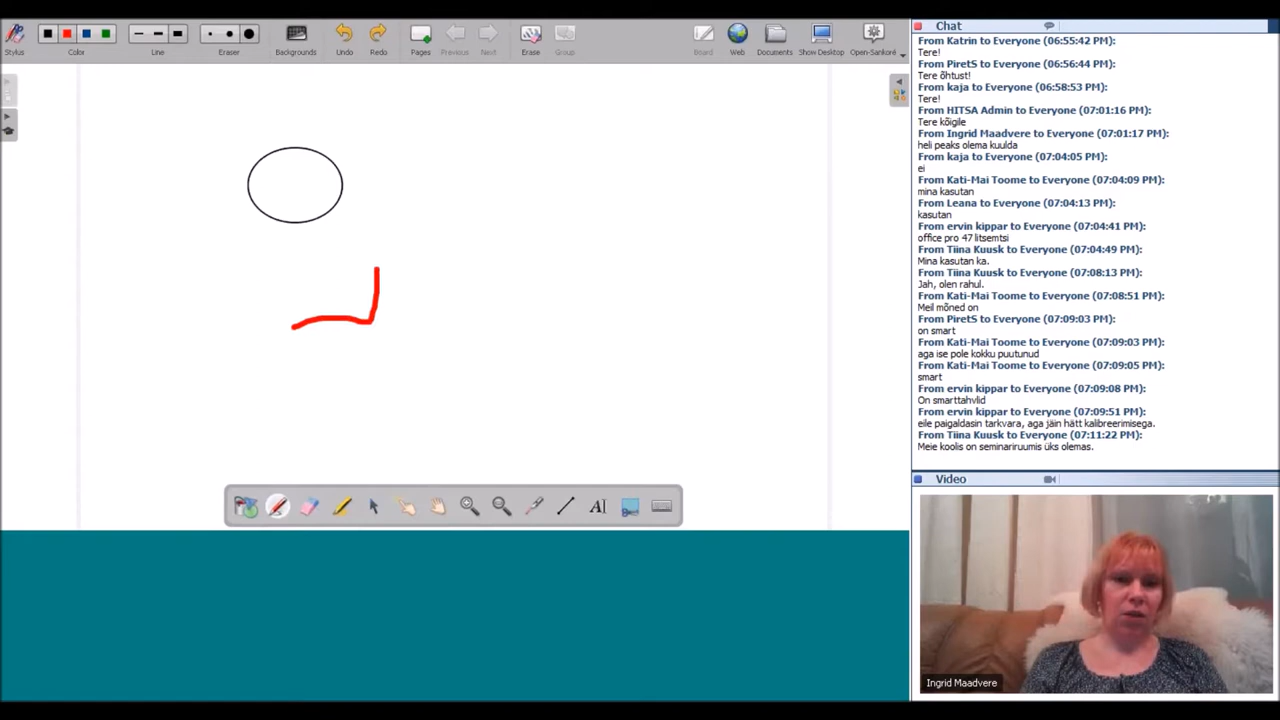 Stylus
Color
Line
Eraser
Backgrounds
Undo
Redo
Pages
Previous
Next
Erase
Group
Board
Web
Documents
Show Desktop
Open-Sankoré
AI
Chat
From Katrin to Everyone (06:55:42 PM):
Tere!
From PiretS to Everyone (06:56:44 PM):
Tere õhtust!
From kaja to Everyone (06:58:53 PM):
Tere!
From HITSA Admin to Everyone (07:01:16 PM):
Tere kõigile
From Ingrid Maadvere to Everyone (07:01:17 PM):
heli peaks olema kuulda
From kaja to Everyone (07:04:05 PM):
ei
From Kati-Mai Toome to Everyone (07:04:09 PM):
mina kasutan
From Leana to Everyone (07:04:13 PM):
kasutan
From ervin kippar to Everyone (07:04:41 PM):
office pro 47 litsemtsi
From Tiina Kuusk to Everyone (07:04:49 PM):
Mina kasutan ka.
From Tiina Kuusk to Everyone (07:08:13 PM):
Jah, olen rahul.
From Kati-Mai Toome to Everyone (07:08:51 PM):
Meil mõned on
From PiretS to Everyone (07:09:03 PM):
on smart
From Kati-Mai Toome to Everyone (07:09:03 PM):
aga ise pole kokku puutunud
From Kati-Mai Toome to Everyone (07:09:05 PM):
smart
From ervin kippar to Everyone (07:09:08 PM):
On smarttahvlid
From ervin kippar to Everyone (07:09:51 PM):
eile paigaldasin tarkvara, aga jäin hätt kalibreerimisega.
From Tiina Kuusk to Everyone (07:11:22 PM):
Meie koolis on seminariruumis üks olemas.
Video
Ingrid Maadvere